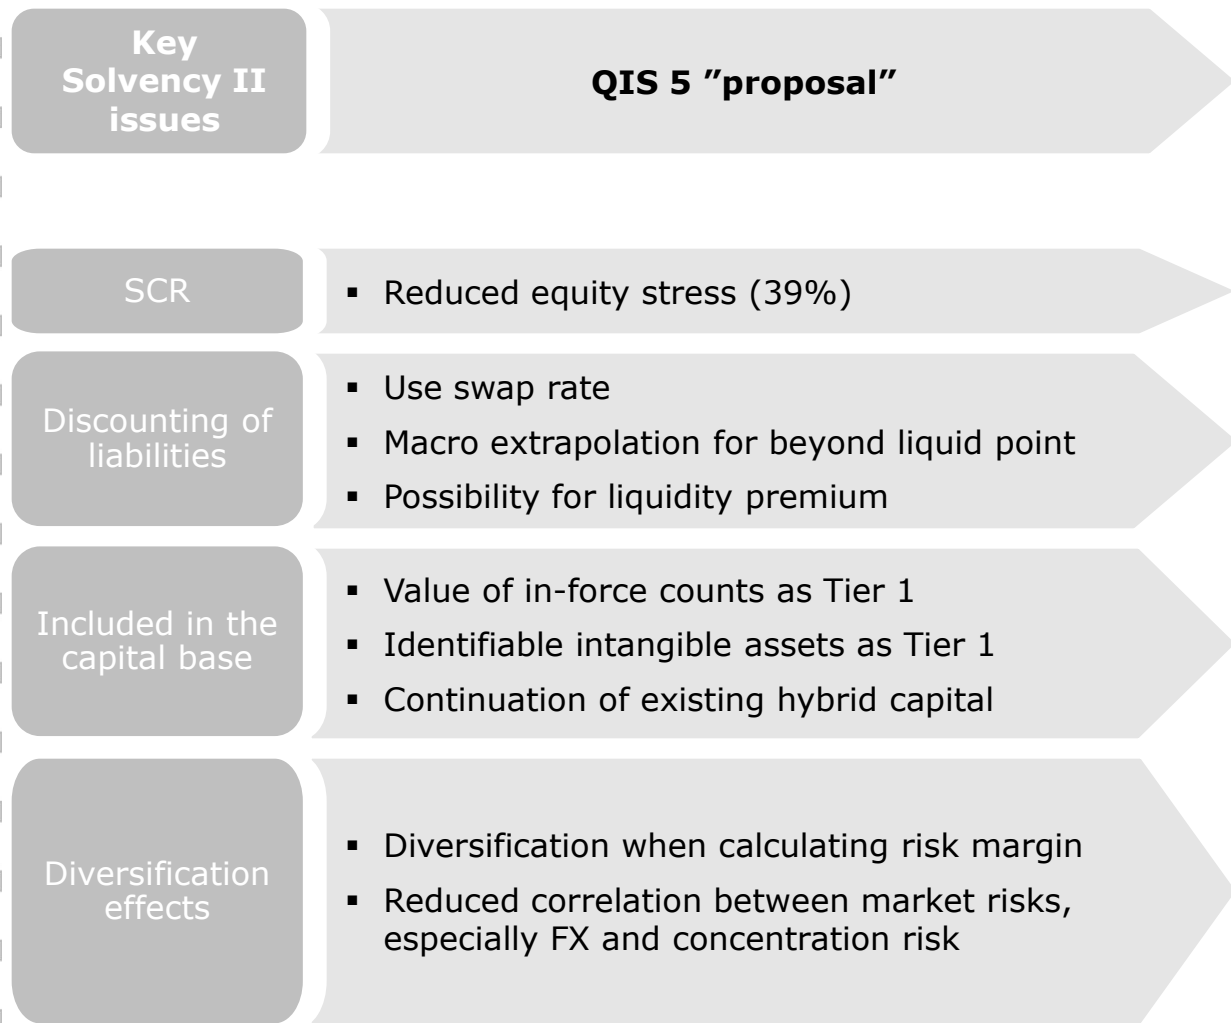 Key
Solvency II
issues
QIS 5 ”proposal”
SCR
▪ Reduced equity stress (39%)
Discounting of
liabilities
▪ Use swap rate
▪ Macro extrapolation for beyond liquid point
▪ Possibility for liquidity premium
Included in the
capital base
▪ Value of in-force counts as Tier 1
▪ Identifiable intangible assets as Tier 1
▪ Continuation of existing hybrid capital
Diversification
effects
▪ Diversification when calculating risk margin
▪ Reduced correlation between market risks,
especially FX and concentration risk